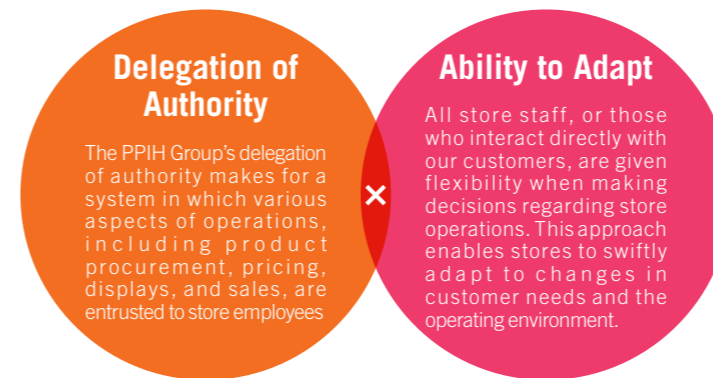 Delegation of
Authority
The PPIH Group's delegation
of authority makes for a
system in which various
aspects of operations,
including product
procurement, pricing,
displays, and sales, are
entrusted to store employees
×
Ability to Adapt
All store staff, or those
who interact directly with
our customers, are given
flexibility when making
decisions regarding store
operations. This approach
enables stores to swiftly
adapt to changes in
customer needs and the
operating environment.